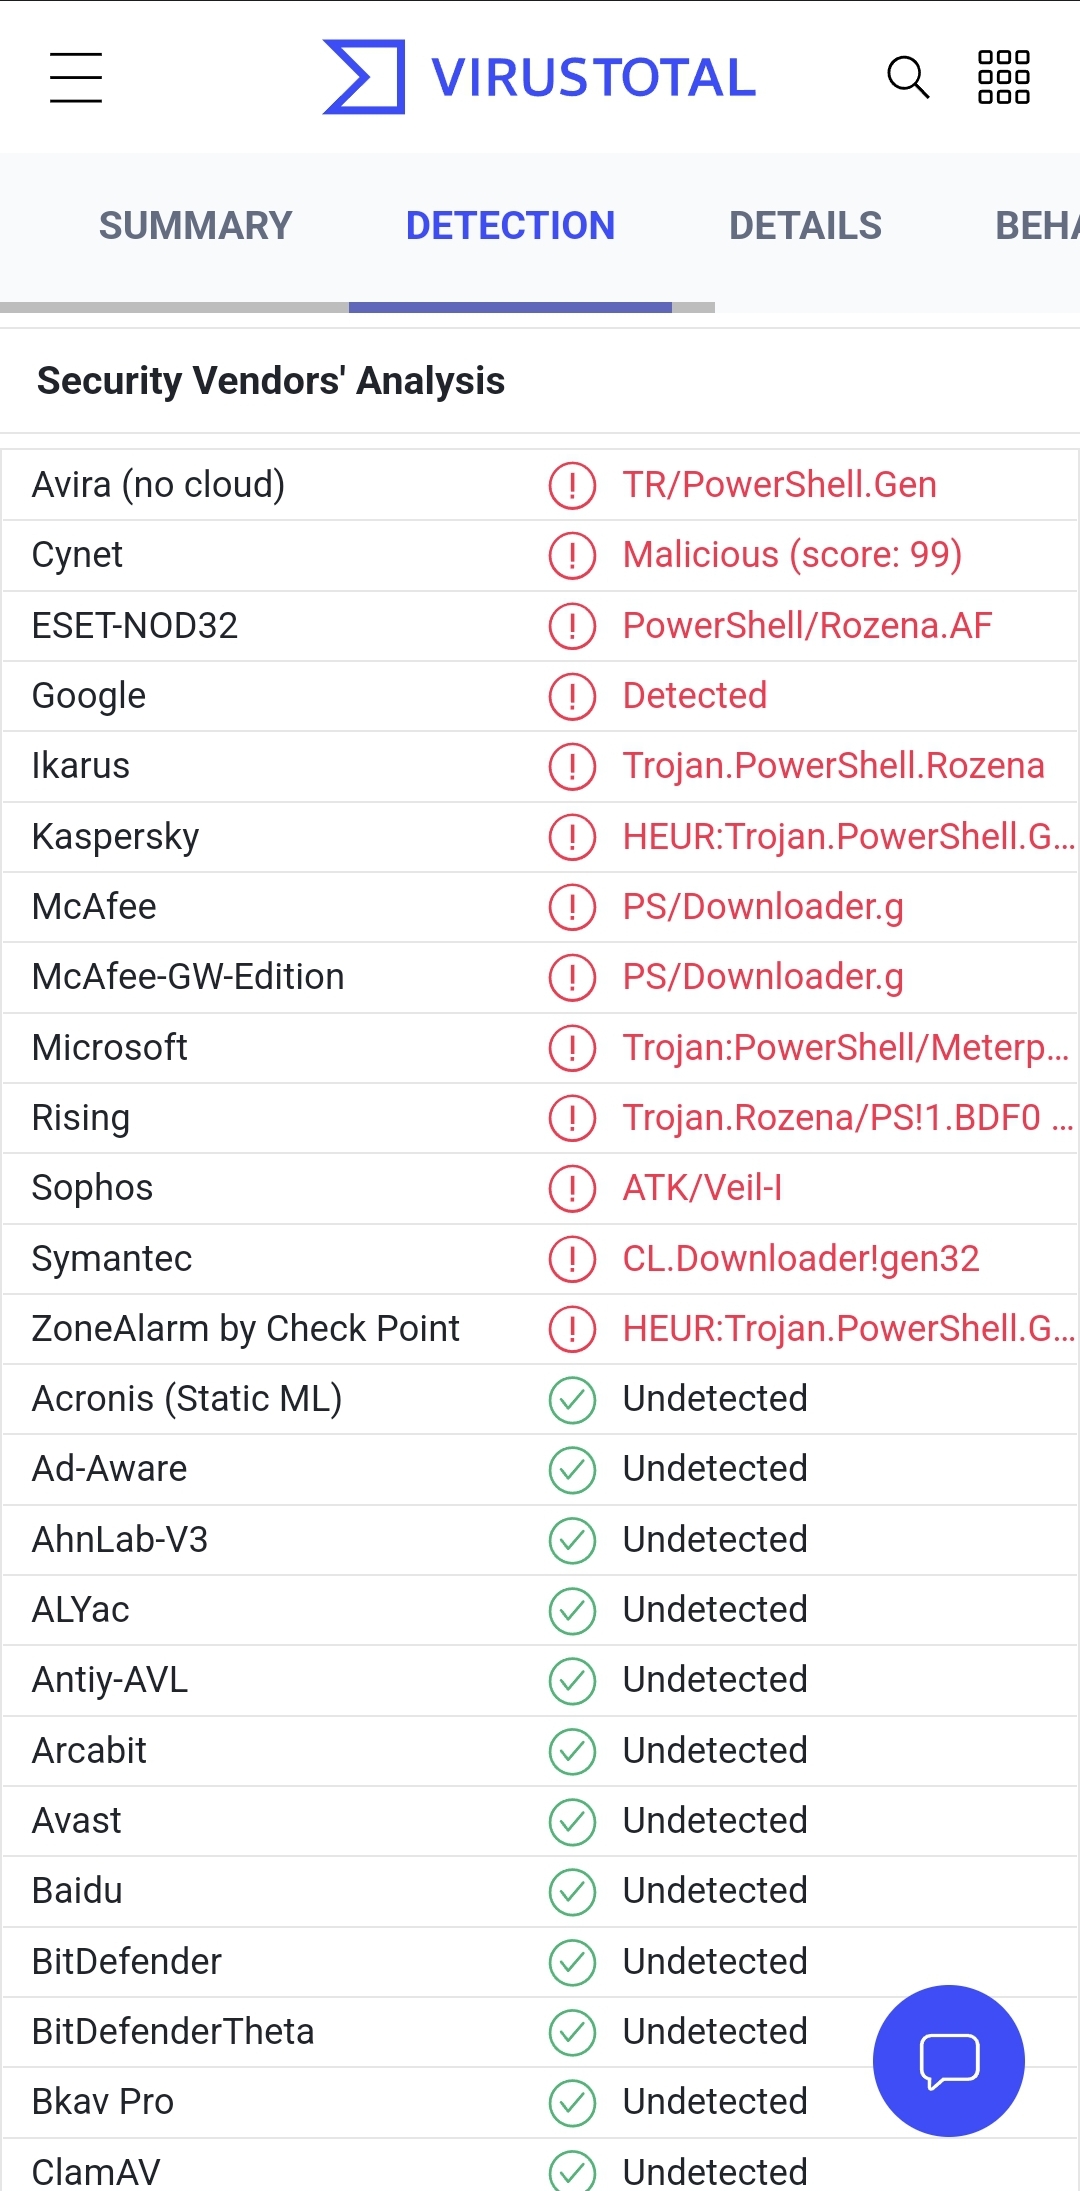 VIRUSTOTAL
SUMMARY DETECTION DETAILS BEHA
Security Vendors' Analysis
Avira (no cloud) TR/PowerShell.Gen
Cynet Malicious (score: 99)
ESET-NOD32 PowerShell/Rozena.AF
Google Detected
Ikarus Trojan.PowerShell.Rozena
Kaspersky HEUR:Trojan.PowerShell.G...
McAfee PS/Downloader.g
McAfee-GW-Edition PS/Downloader.g
Microsoft Trojan:PowerShell/Meterp...
Rising Trojan.Rozena/PS!1.BDF0 ...
Sophos ATK/Veil-I
Symantec CL.Downloader!gen32
ZoneAlarm by Check Point HEUR:Trojan.PowerShell.G...
Acronis (Static ML) Undetected
Ad-Aware Undetected
AhnLab-V3 Undetected
ALYac Undetected
Antiy-AVL Undetected
Arcabit Undetected
Avast Undetected
Baidu Undetected
BitDefender Undetected
BitDefenderTheta Undetected
Bkav Pro Undetected
ClamAV Undetected